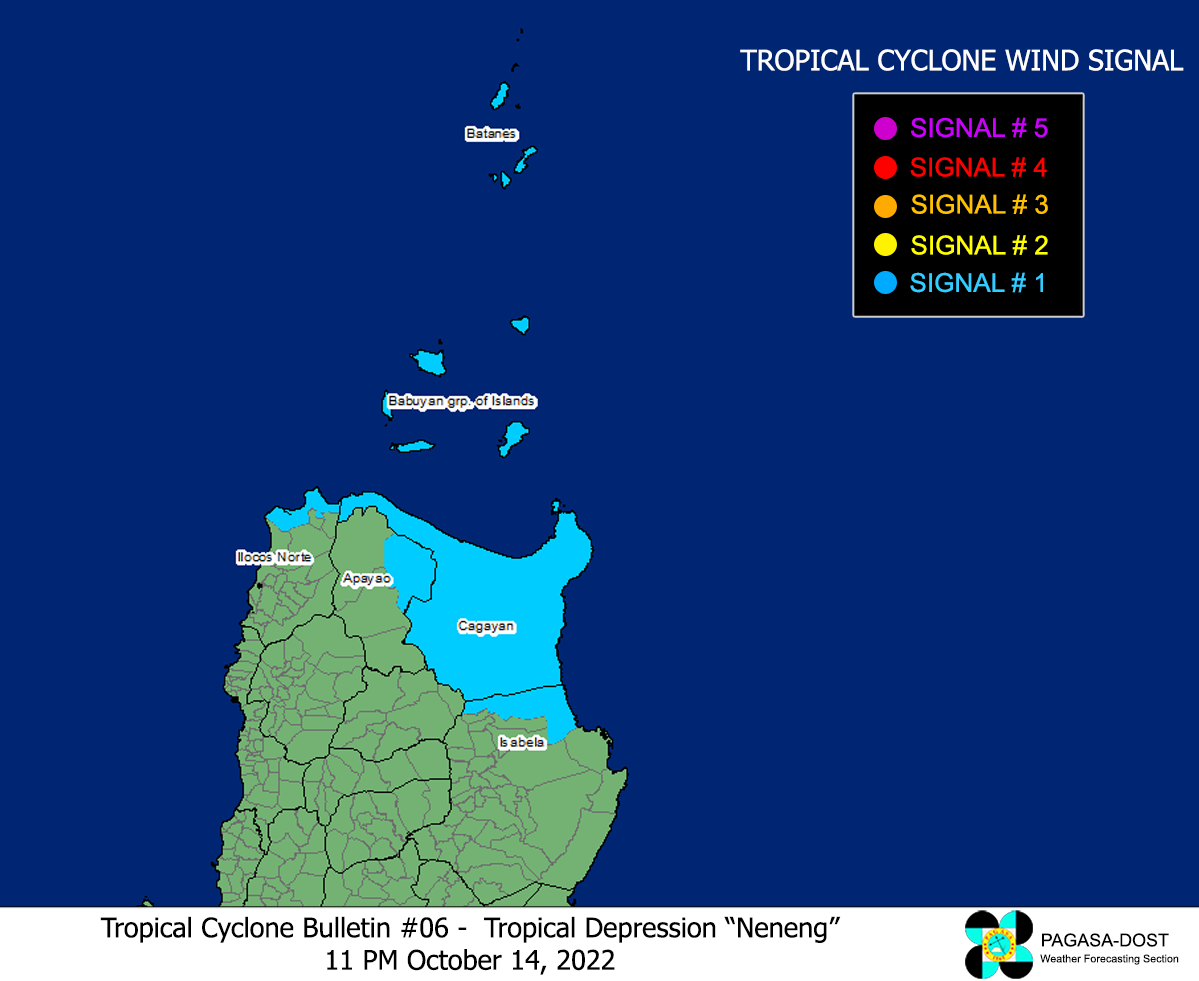 TROPICAL CYCLONE WIND SIGNAL
SIGNAL # 5
SIGNAL # 4
SIGNAL # 3
SIGNAL # 2
SIGNAL # 1
Batanes
Babuyan grp. of Islands
Ilocos Norte
Apayao
Cagayan
Isabela
Tropical Cyclone Bulletin #06 - Tropical Depression “Neneng”
11 PM October 14, 2022
PAGASA-DOST
Weather Forecasting Section